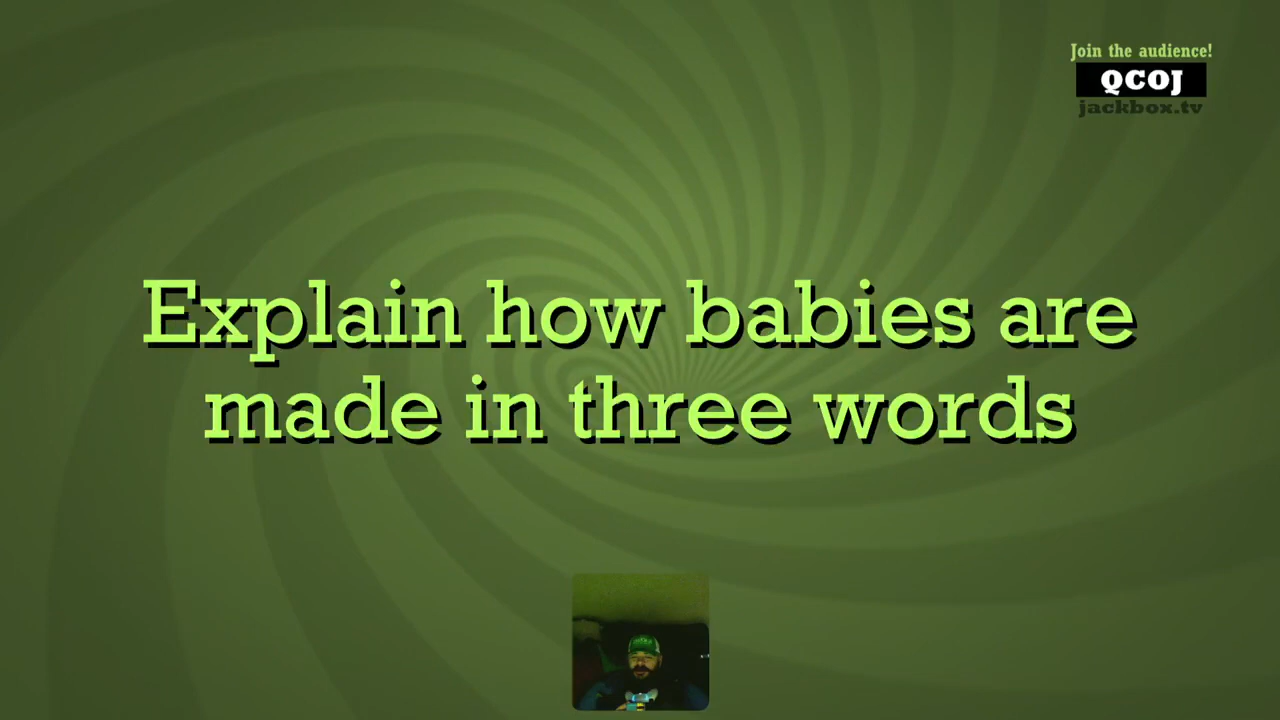 Join the audience!
QCOJ
jackbox.tv
Explain how babies are
made in three words